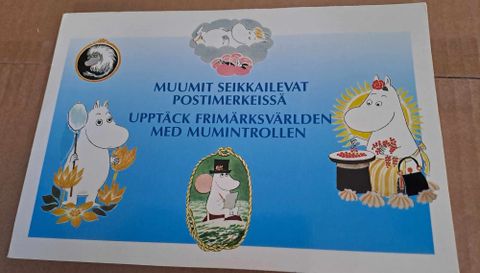 MUUMIT SEIKKAILEVAT
POSTIMERKEISSÄ
UPPTÄCK FRIMÄRKSVÄRLDEN
MED MUMINTROLLEN